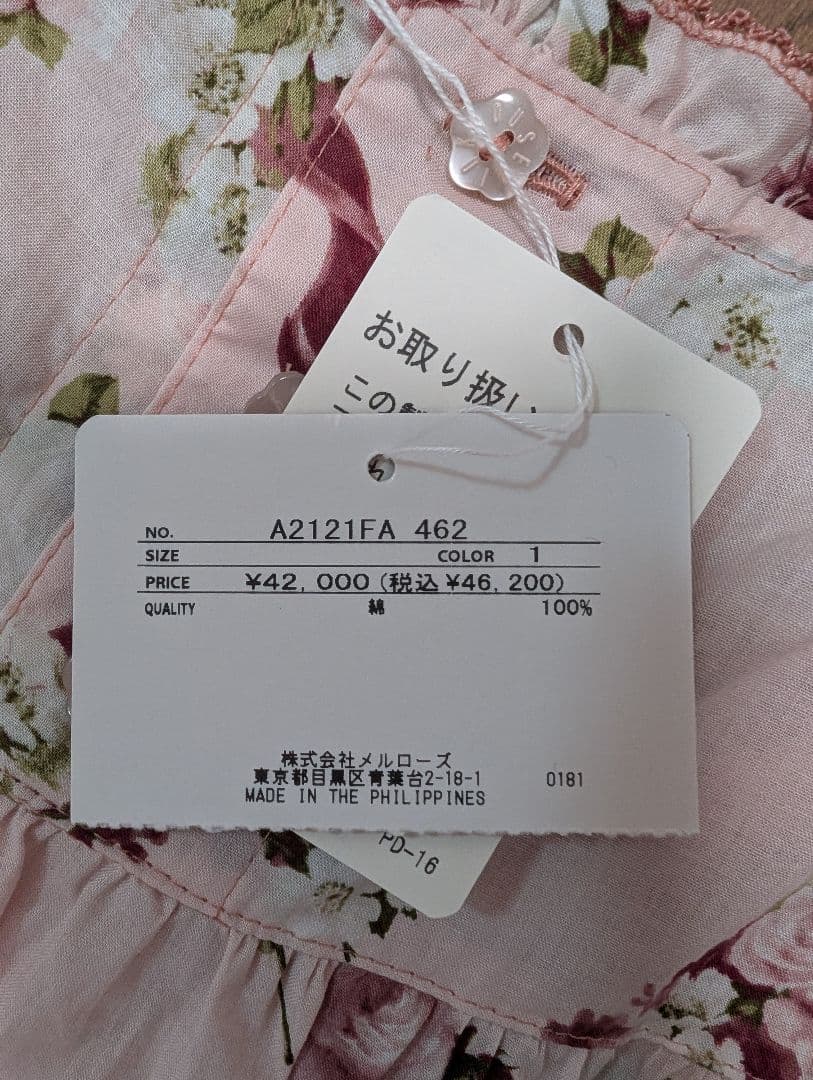 お取り扱い
この
NO. A2121FA 462
SIZE COLOR 1
PRICE ¥42,000(税込¥46,200)
QUALITY 綿 100%
株式会社メルローズ
東京都目黒区青葉台2-18-1 0181
MADE IN THE PHILIPPINES
PD-16